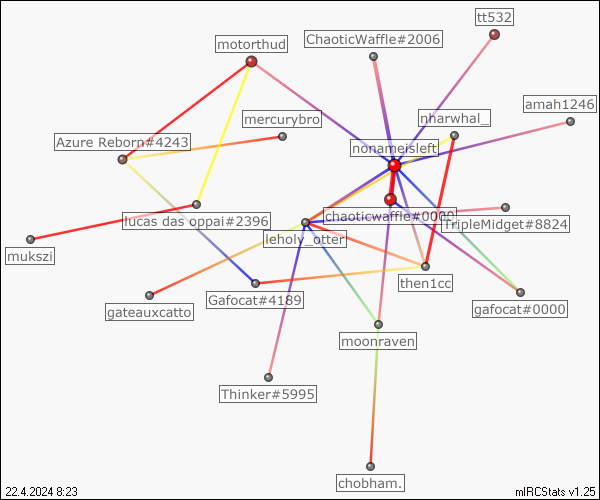 tt532
motorthud
ChaoticWaffle#2006
amah1246
mercurybro
nharwhal_
Azure Reborn#4243
nonameisleft
lucas das oppai#2396
chaoticwaffle#0000
TripleMidget#8824
leholy_otter
mukszi
gateauxcatto
Gafocat#4189
then1cc
gafocat#0000
moonraven
Thinker#5995
chobham.
22.4.2024 8:23
mIRCStats v1.25